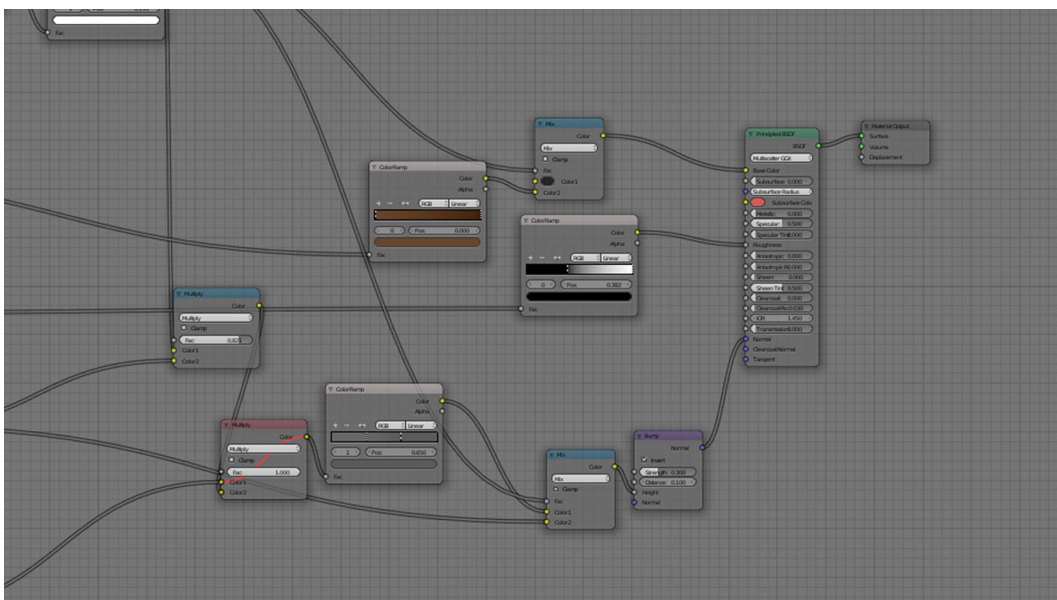 Fac
Mix
Color
Mix
Clamp
Fac
Color1
Color2
ColorRamp
Color
Alpha
+ -
RGB
Linear
0
Pos: 0.000
Fac
ColorRamp
Color
Alpha
+ -
RGB
Linear
0
Pos: 0.382
Fac
Principled BSDF
BSDF
Multiscatter GGX
Base Color
Subsurface: 0.000
Subsurface Radius
Subsurface Colo
Metallic: 0.000
Specular: 0.500
Specular Tint: 0.000
Roughness
Anisotropic: 0.000
Anisotropic R0.000
Sheen: 0.000
Sheen Tint: 0.500
Clearcoat: 0.000
IOR: 1.450
Transmission0.000
Normal
Clearcoat Normal
Tangent
Material Output
Surface
Volume
Displacement
Multiply
Color
Multiply
Clamp
Fac: 0.821
Color1
Color2
Multiply
Color
Multiply
Clamp
Fac: 1.000
Color1
Color2
ColorRamp
Color
Alpha
+ -
RGB
Linear
1
Pos: 0.650
Fac
Mix
Color
Mix
Clamp
Fac
Color1
Color2
Bump
Normal
Invert
Strength: 0.300
Distance: 0.100
Height
Normal